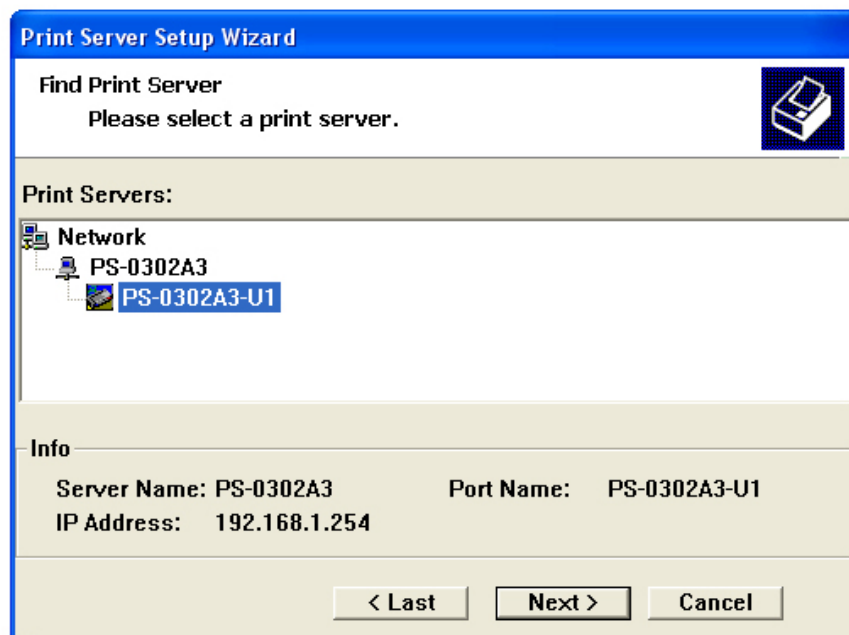 Print Server Setup Wizard
Find Print Server
Please select a print server.
Print Servers:
Network
PS-0302A3
PS-0302A3-U1
Info
Server Name: PS-0302A3 Port Name: PS-0302A3-U1
IP Address: 192.168.1.254
< Last Next > Cancel